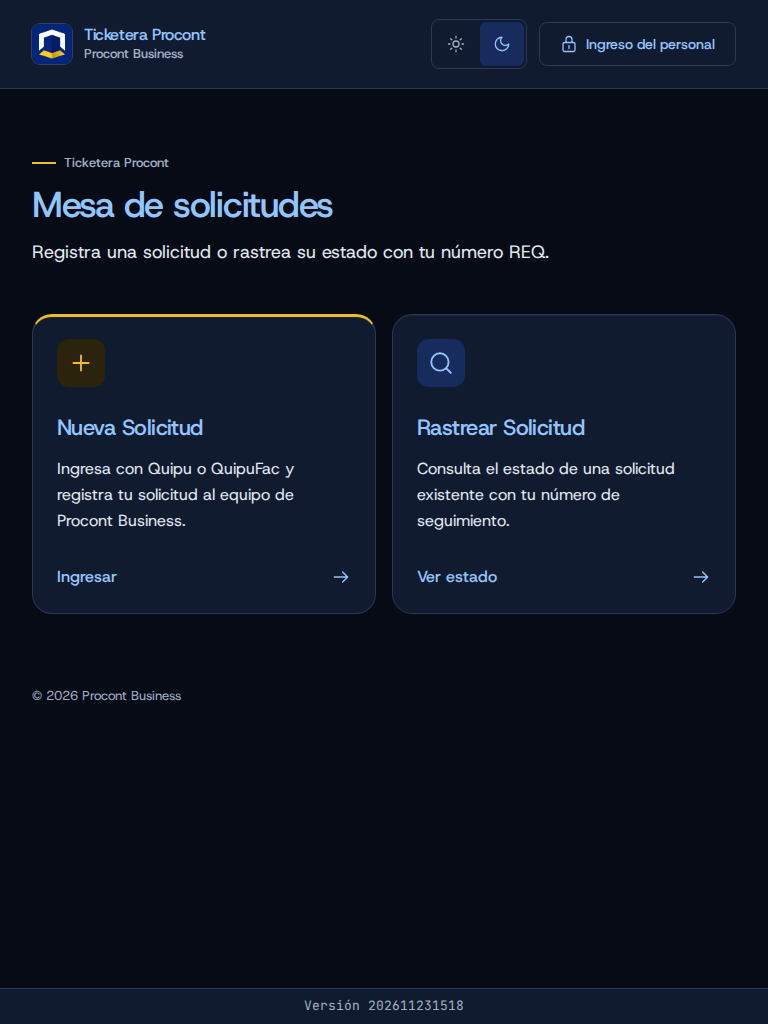 Ticketera Procont
Procont Business
Ingreso del personal
Ticketera Procont
Mesa de solicitudes
Registra una solicitud o rastrea su estado con tu número REQ.
Nueva Solicitud
Ingresa con Quipu o QuipuFac y
registra tu solicitud al equipo de
Procont Business.
Ingresar
Rastrear Solicitud
Consulta el estado de una solicitud
existente con tu número de
seguimiento.
Ver estado
© 2026 Procont Business
Versión 202611231518